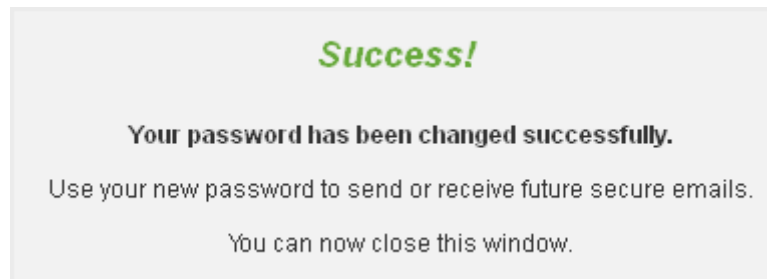 Success!
Your password has been changed successfully.
Use your new password to send or receive future secure emails.
You can now close this window.